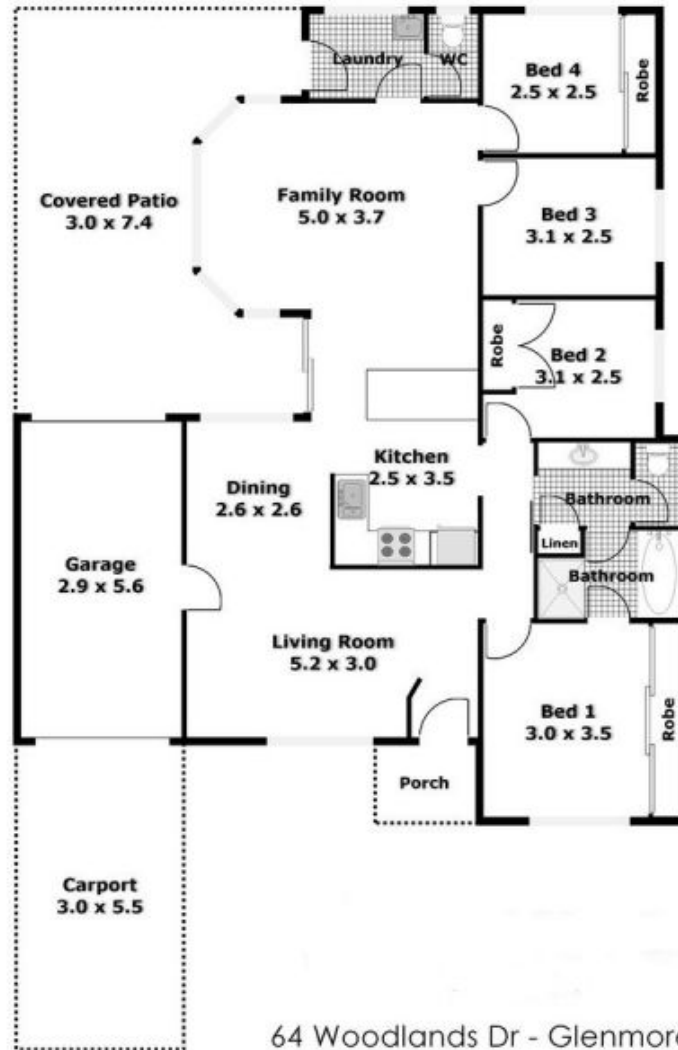 Laundry
WC
Bed 4
2.5 x 2.5
Robe
Covered Patio
3.0 x 7.4
Family Room
5.0 x 3.7
Bed 3
3.1 x 2.5
Robe
Bed 2
3.1 x 2.5
Kitchen
2.5 x 3.5
Dining
2.6 x 2.6
Bathroom
Linen
Bathroom
Garage
2.9 x 5.6
Living Room
5.2 x 3.0
Bed 1
3.0 x 3.5
Robe
Porch
Carport
3.0 x 5.5
64 Woodlands Dr - Glenmore